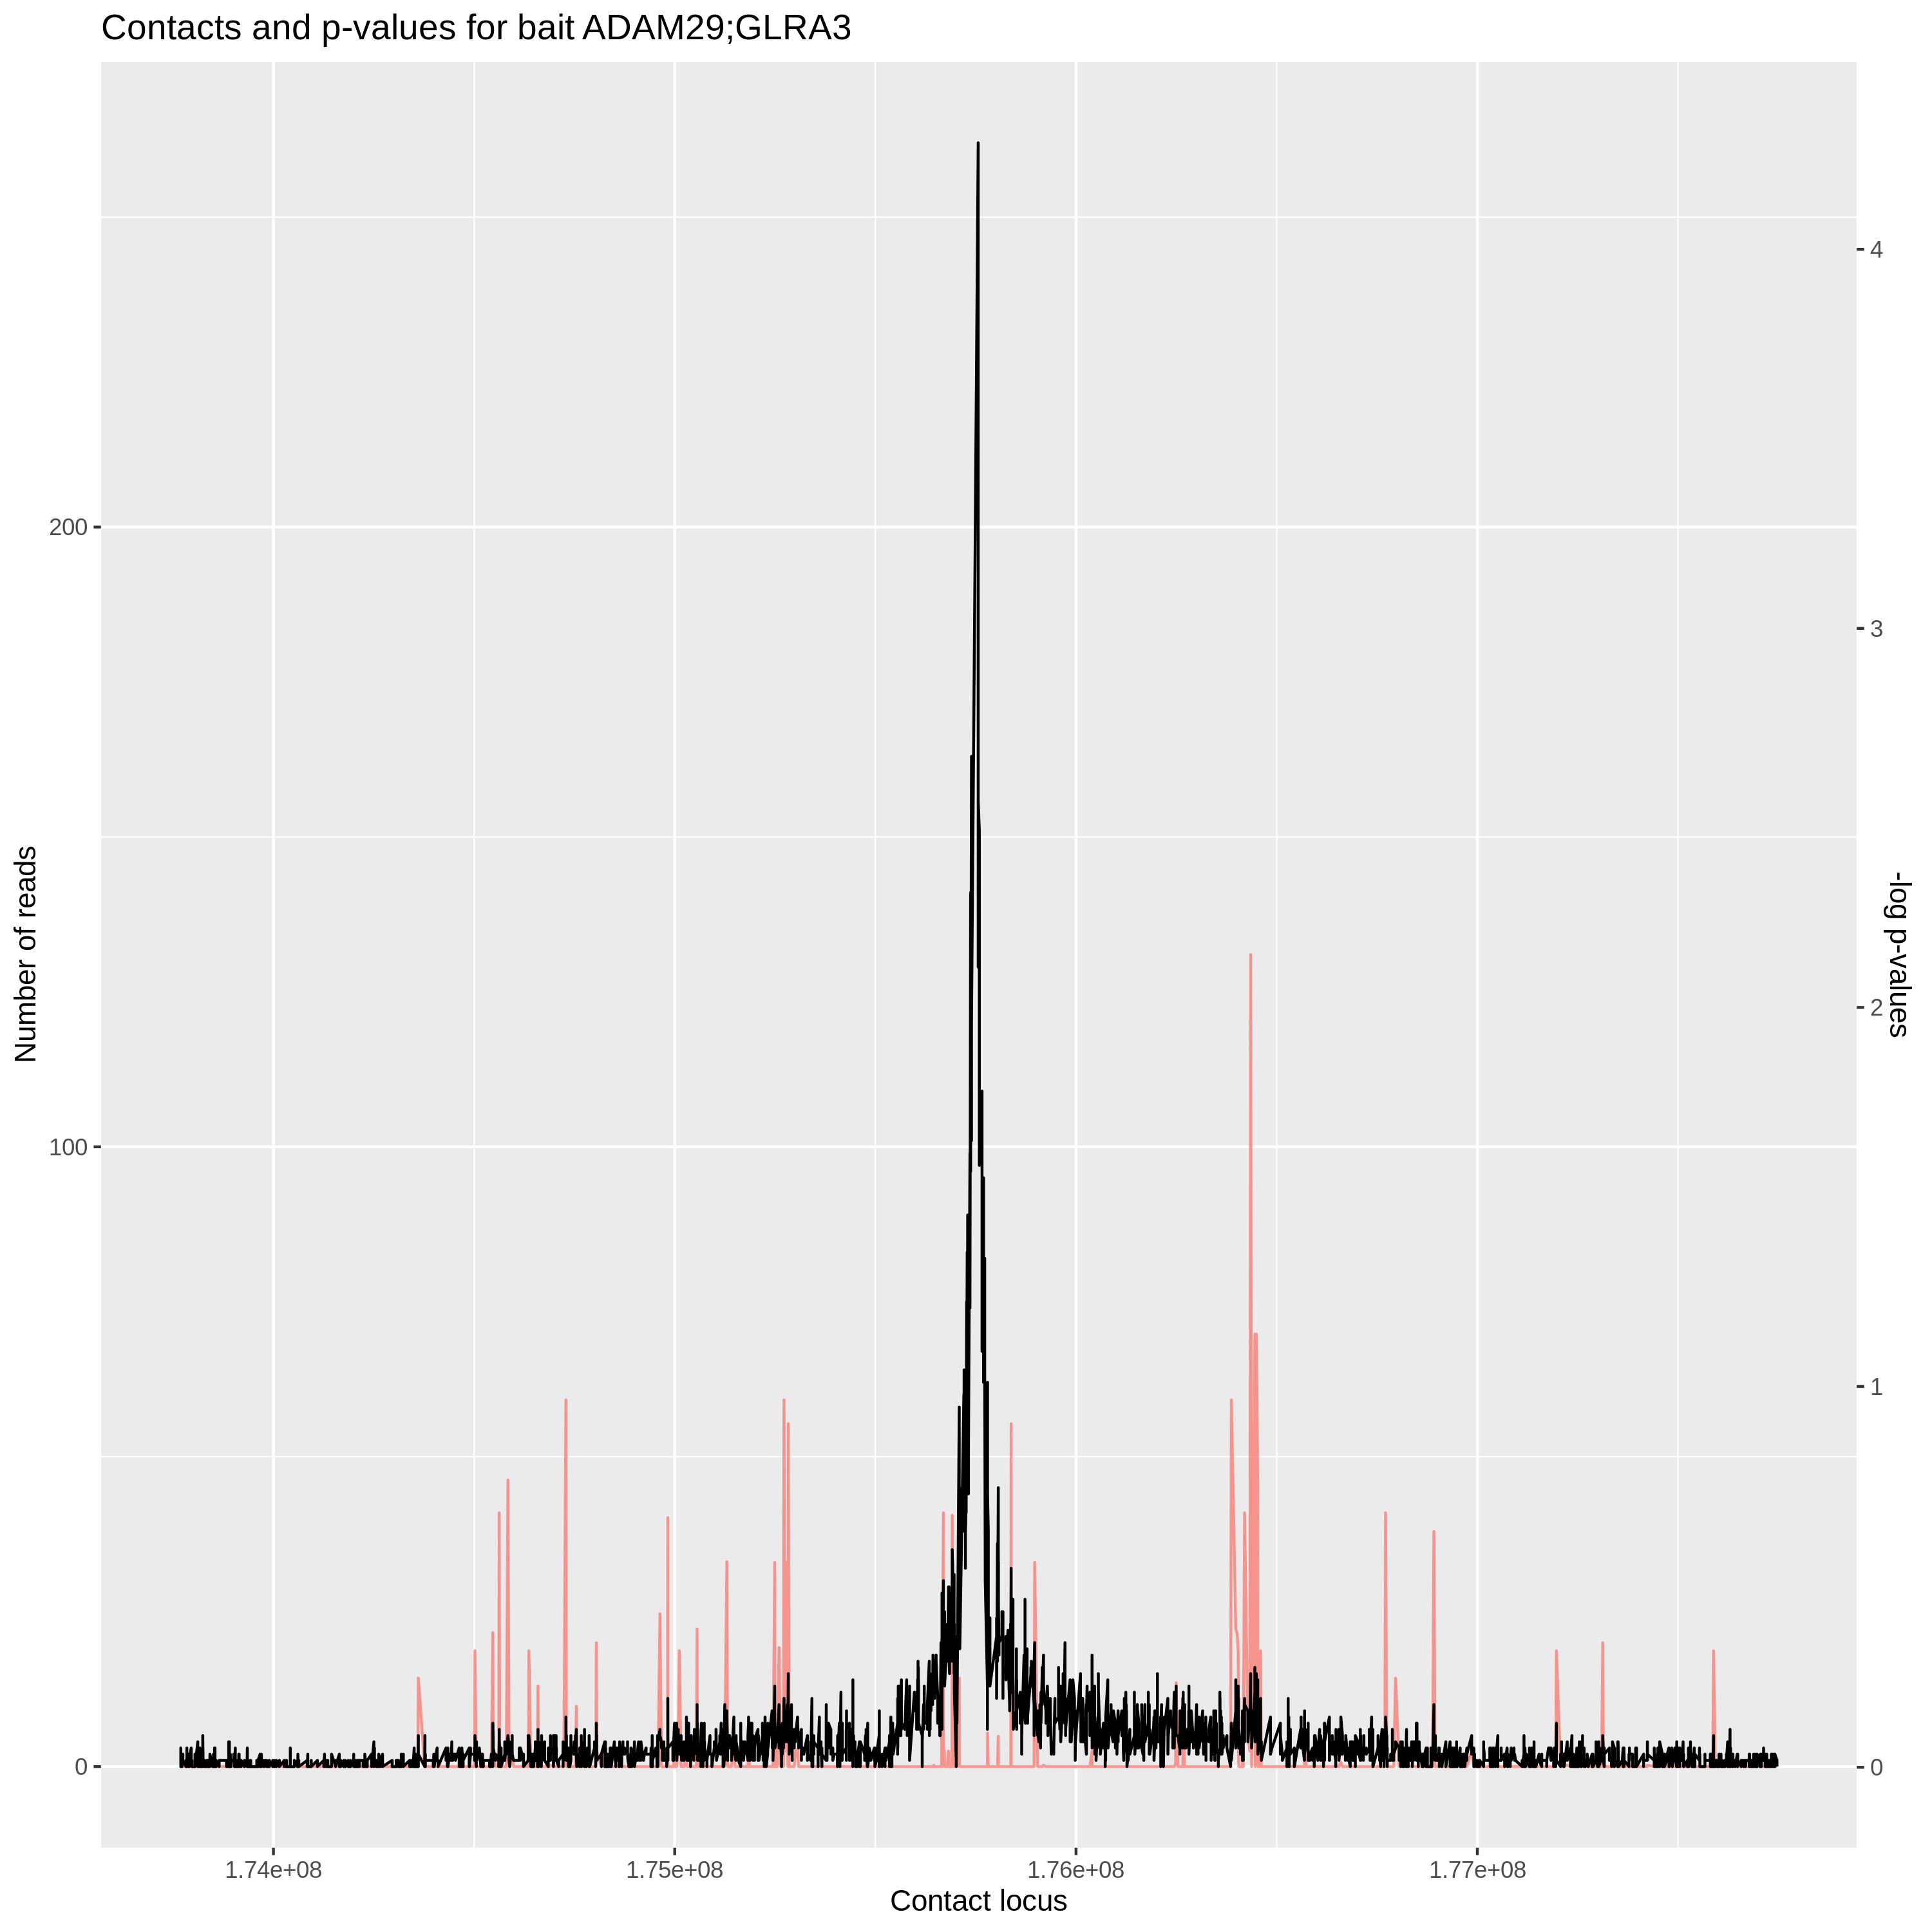 Contacts and p-values for bait ADAM29;GLRA3
Number of reads
200
100
0
4
3
2
1
0
-log p-values
1.74e+08
1.75e+08
1.76e+08
1.77e+08
Contact locus